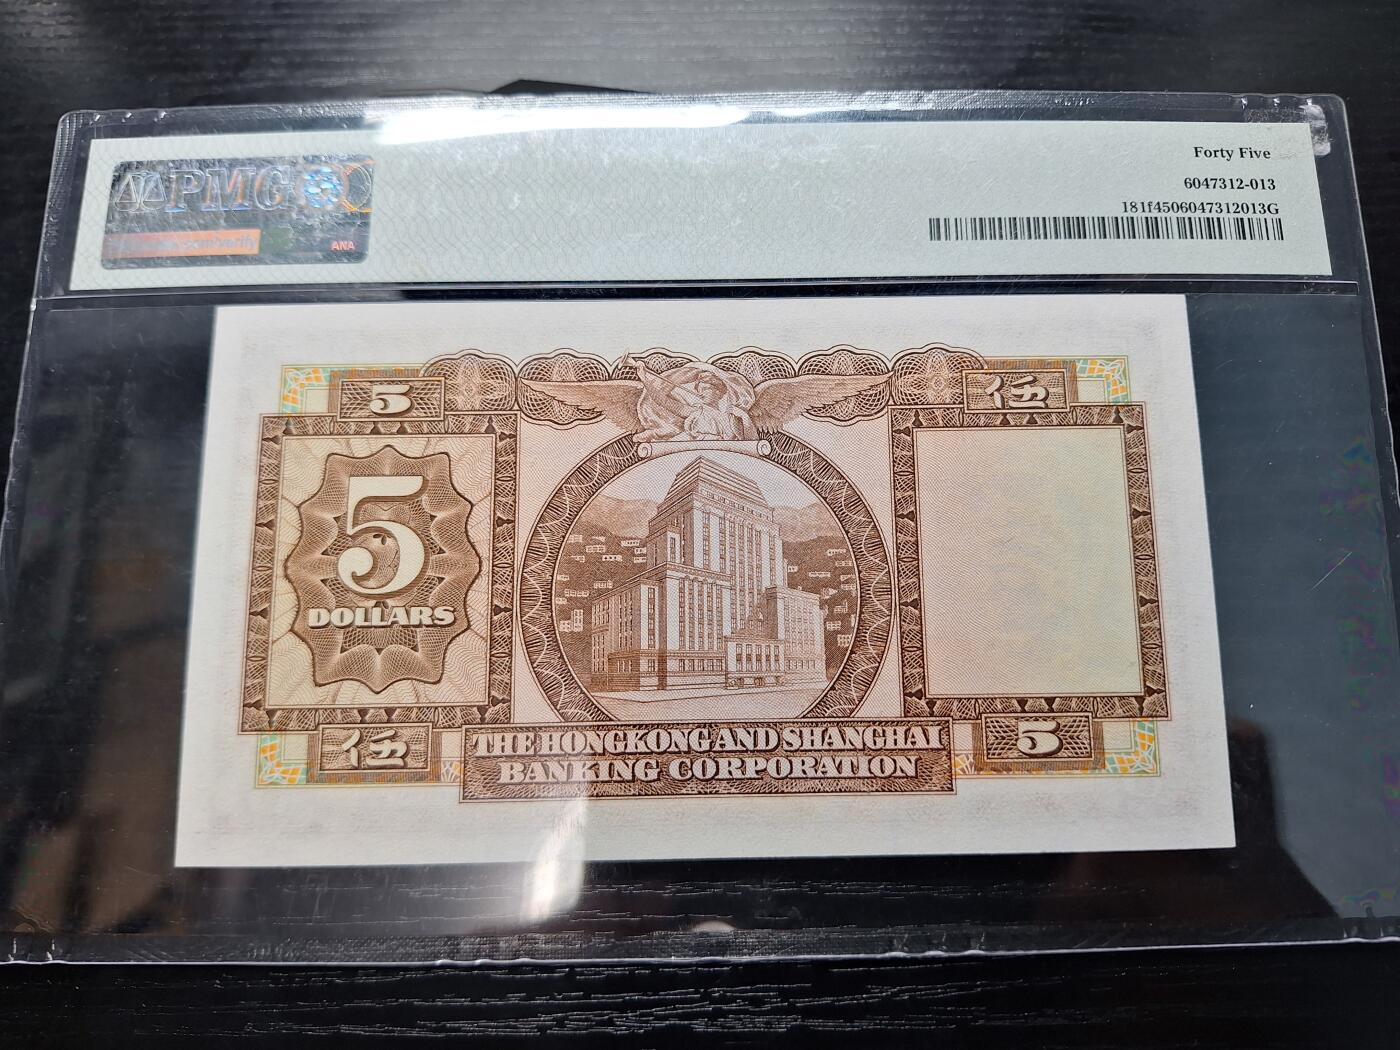 PMG
ANA
Forty Five
6047312-013
181f4506047312013G
5
伍
5
DOLLARS
伍
5
THE HONGKONG AND SHANGHAI
BANKING CORPORATION